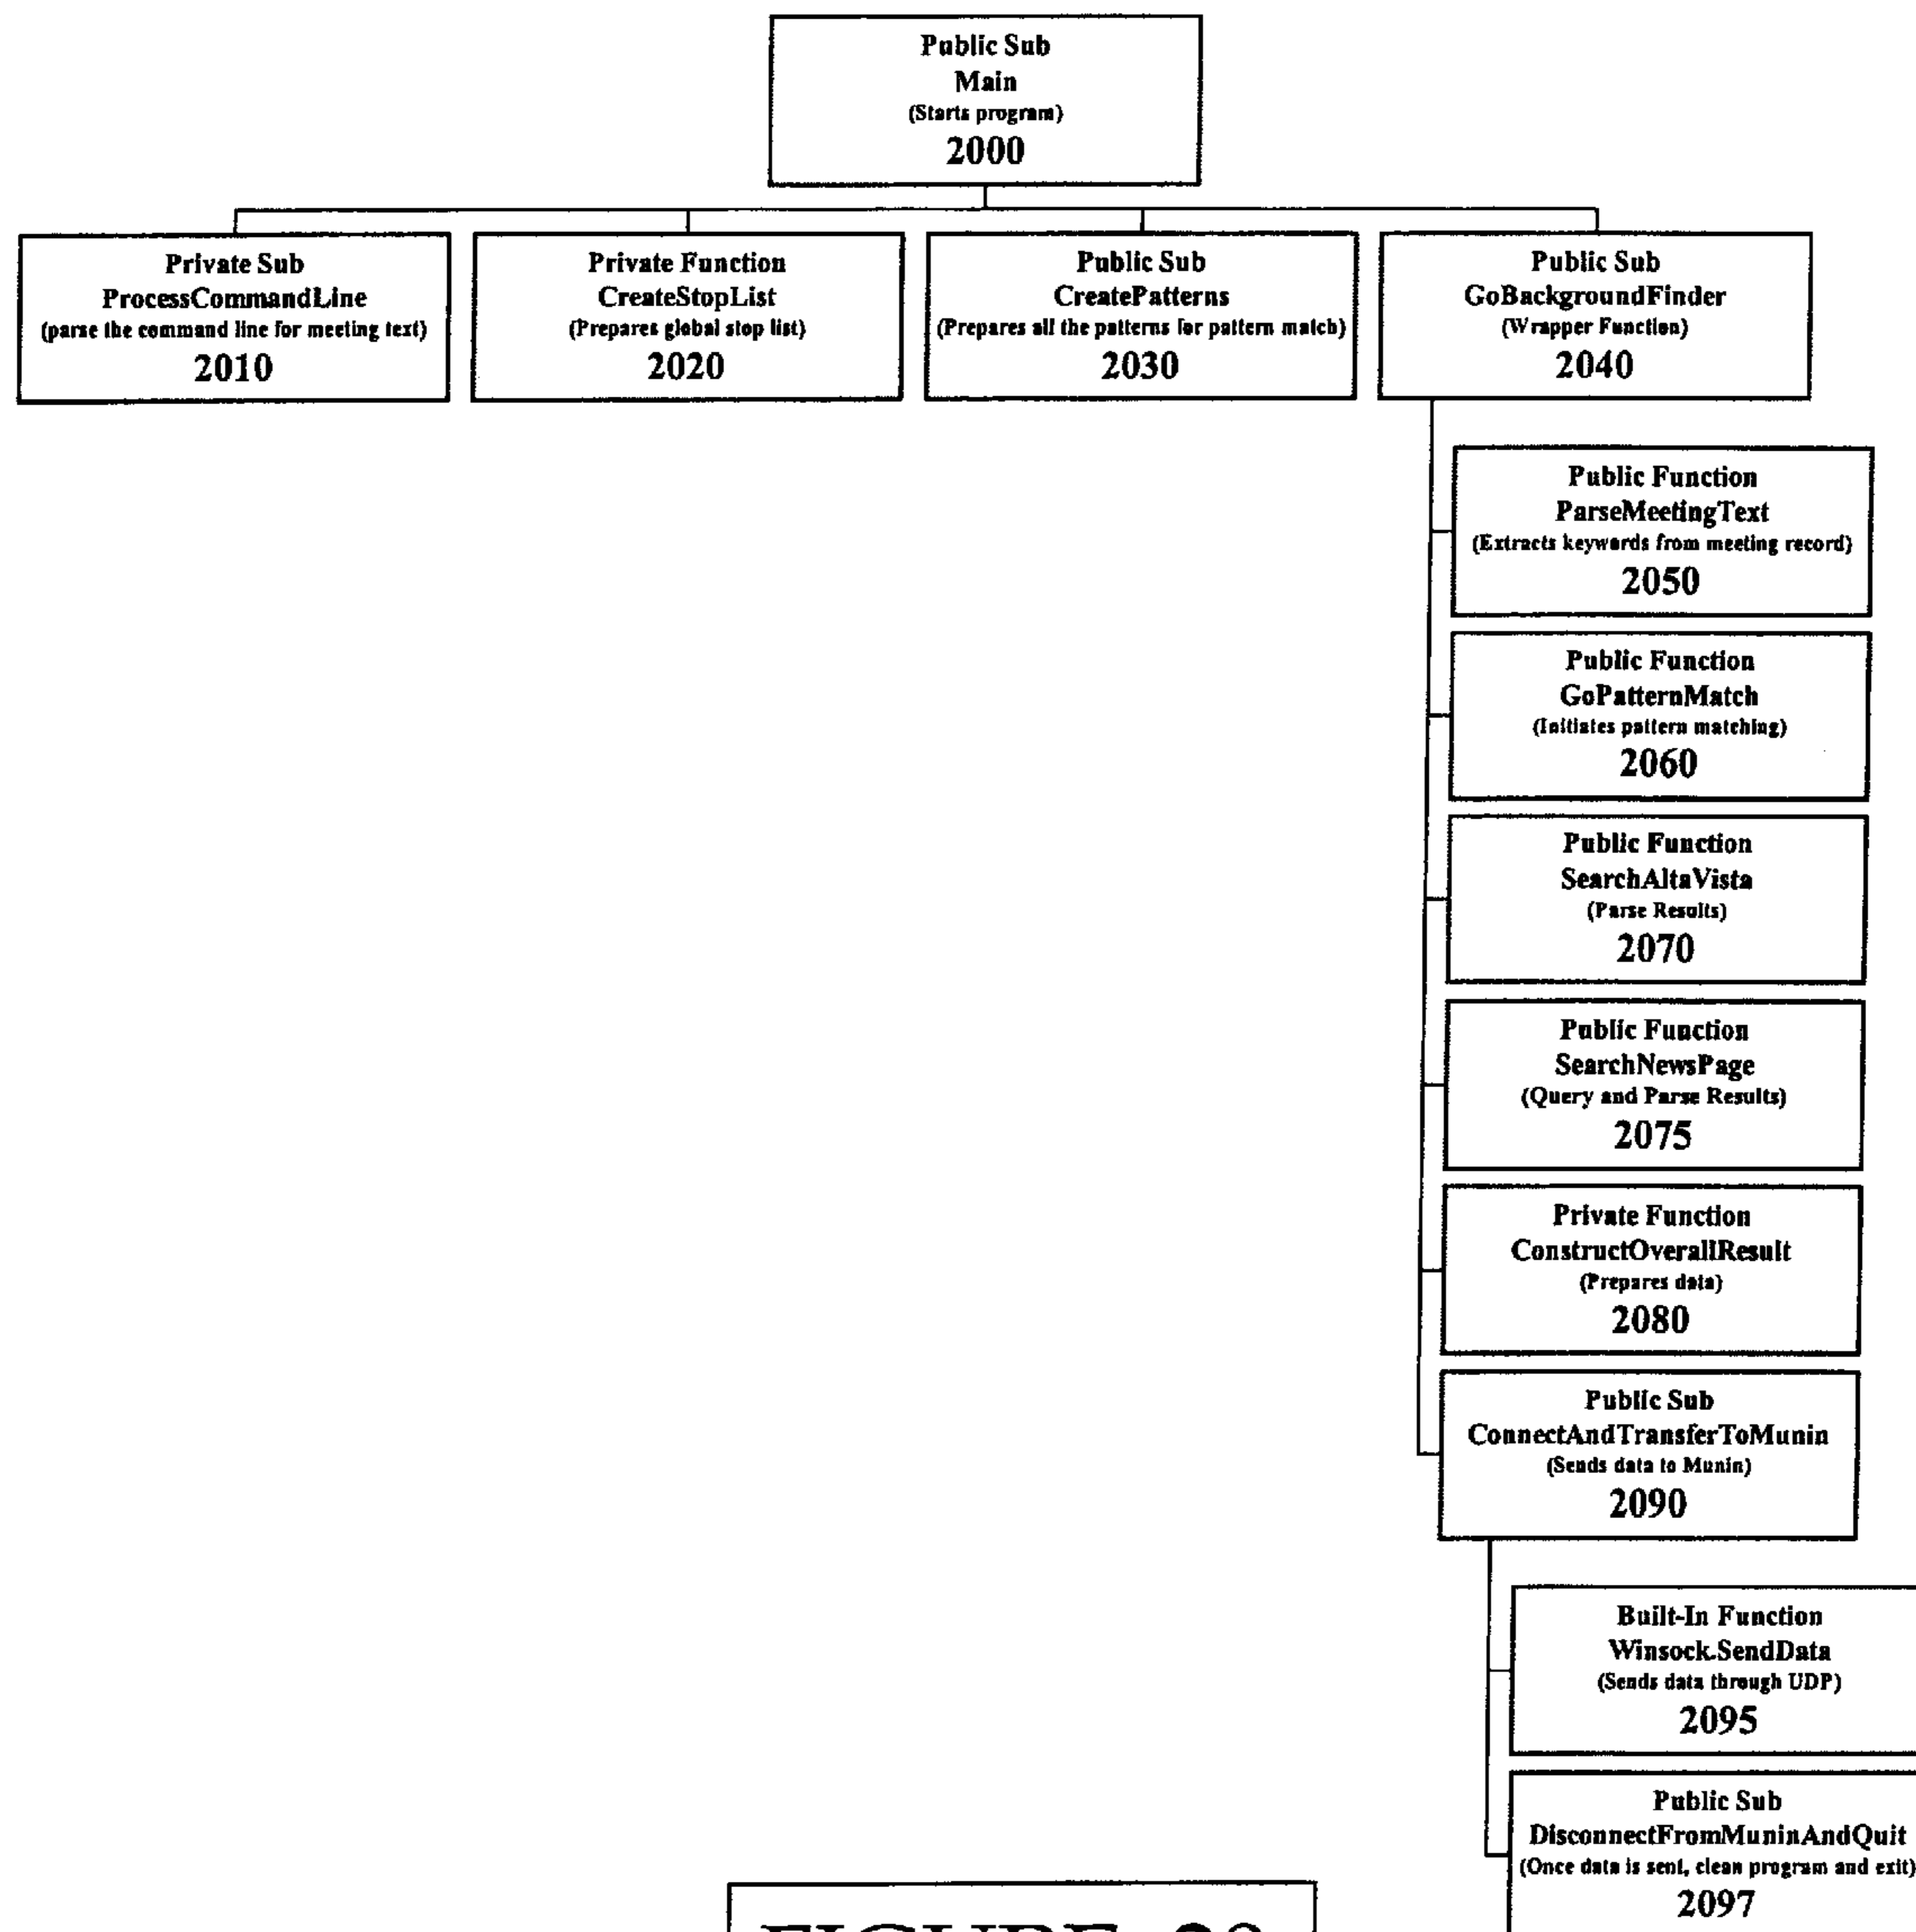 Public Sub
Main
(Starts program)
2000
Private Sub
ProcessCommandLine
(parse the command line for meeting text)
2010
Private Function
CreateStopList
(Prepares global stop list)
2020
Public Sub
CreatePatterns
(Prepares all the patterns for pattern match)
2030
Public Sub
GoBackgroundFinder
(Wrapper Function)
2040
Public Function
ParseMeetingText
(Extracts keywords from meeting record)
2050
Public Function
GoPatternMatch
(Initiates pattern matching)
2060
Public Function
SearchAltaVista
(Parse Results)
2070
Public Function
SearchNewsPage
(Query and Parse Results)
2075
Private Function
ConstructOverallResult
(Prepares data)
2080
Public Sub
ConnectAndTransferToMunin
(Sends data to Munin)
2090
Built-In Function
Winsock.SendData
(Sends data through UDP)
2095
Public Sub
DisconnectFromMuninAndQuit
(Once data is sent, clean program and exit)
2097
FIGURE